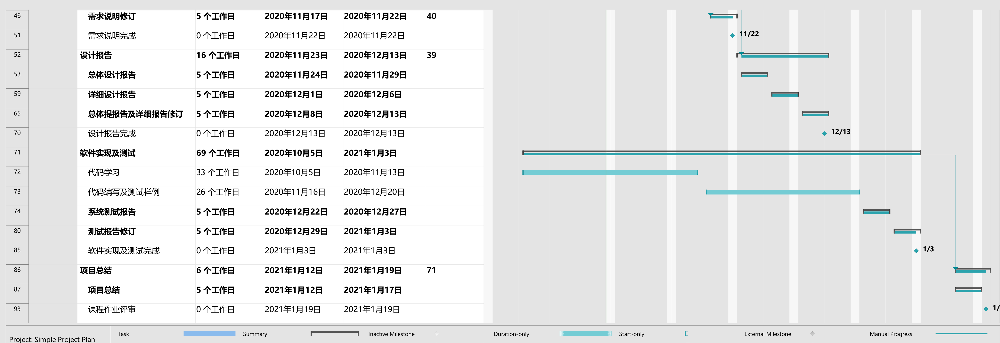 46 需求说明修订 5 个工作日 2020年11月17日 2020年11月22日 40
51 需求说明完成 0 个工作日 2020年11月22日 2020年11月22日 11/22
52 设计报告 16 个工作日 2020年11月23日 2020年12月13日 39
53 总体设计报告 5 个工作日 2020年11月24日 2020年11月29日
59 详细设计报告 5 个工作日 2020年12月1日 2020年12月6日
65 总体提报告及详细报告修订 5 个工作日 2020年12月8日 2020年12月13日
70 设计报告完成 0 个工作日 2020年12月13日 2020年12月13日 12/13
71 软件实现及测试 69 个工作日 2020年10月5日 2021年1月3日
72 代码学习 33 个工作日 2020年10月5日 2020年11月13日
73 代码编写及测试样例 26 个工作日 2020年11月16日 2020年12月20日
74 系统测试报告 5 个工作日 2020年12月22日 2020年12月27日
80 测试报告修订 5 个工作日 2020年12月29日 2021年1月3日
85 软件实现及测试完成 0 个工作日 2021年1月3日 2021年1月3日 1/3
86 项目总结 6 个工作日 2021年1月12日 2021年1月19日 71
87 项目总结 5 个工作日 2021年1月12日 2021年1月17日
93 课程作业评审 0 个工作日 2021年1月19日 2021年1月19日 1/
Task Summary Inactive Milestone Duration-only Start-only External Milestone Manual Progress
Project: Simple Project Plan